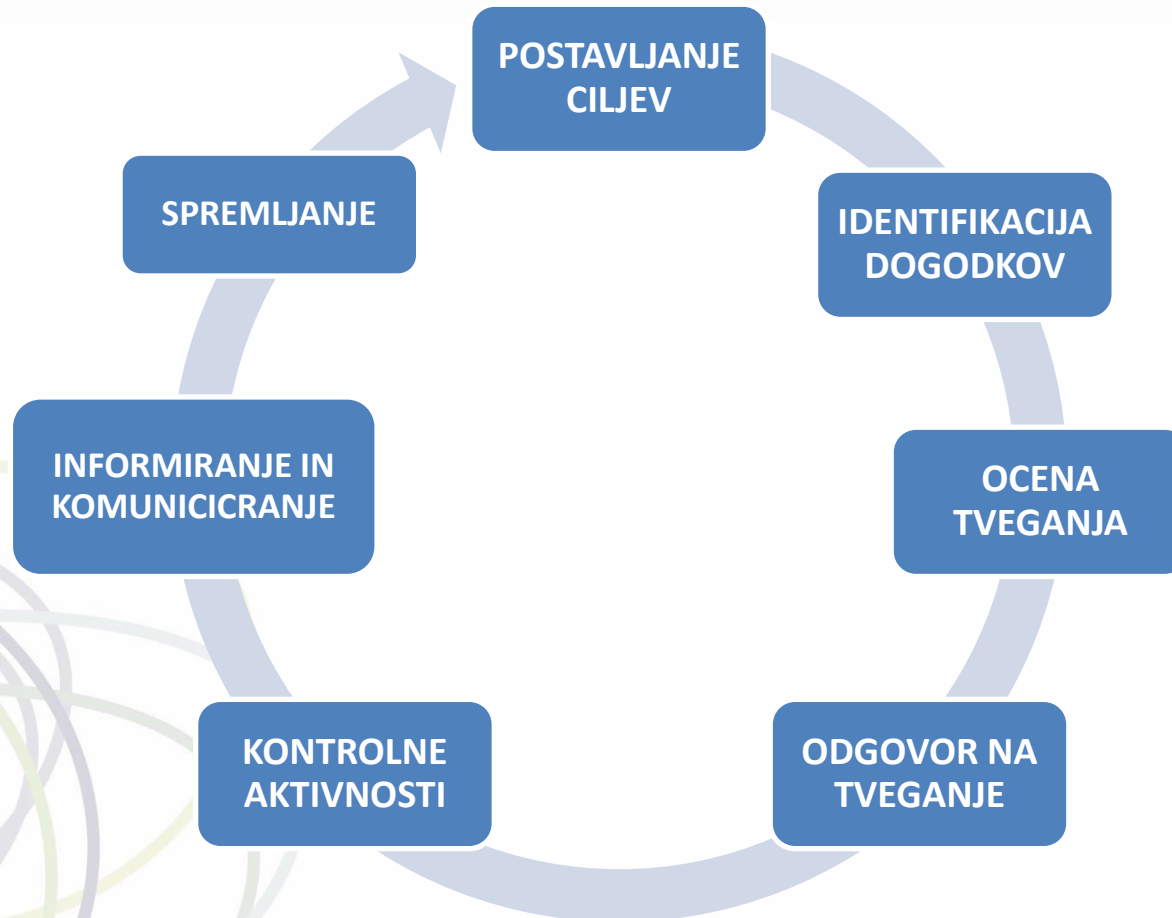 POSTAVLJANJE
CILJEV
IDENTIFIKACIJA
DOGODKOV
OCENA
TVEGANJA
ODGOVOR NA
TVEGANJE
KONTROLNE
AKTIVNOSTI
INFORMIRANJE IN
KOMUNICICRANJE
SPREMLJANJE